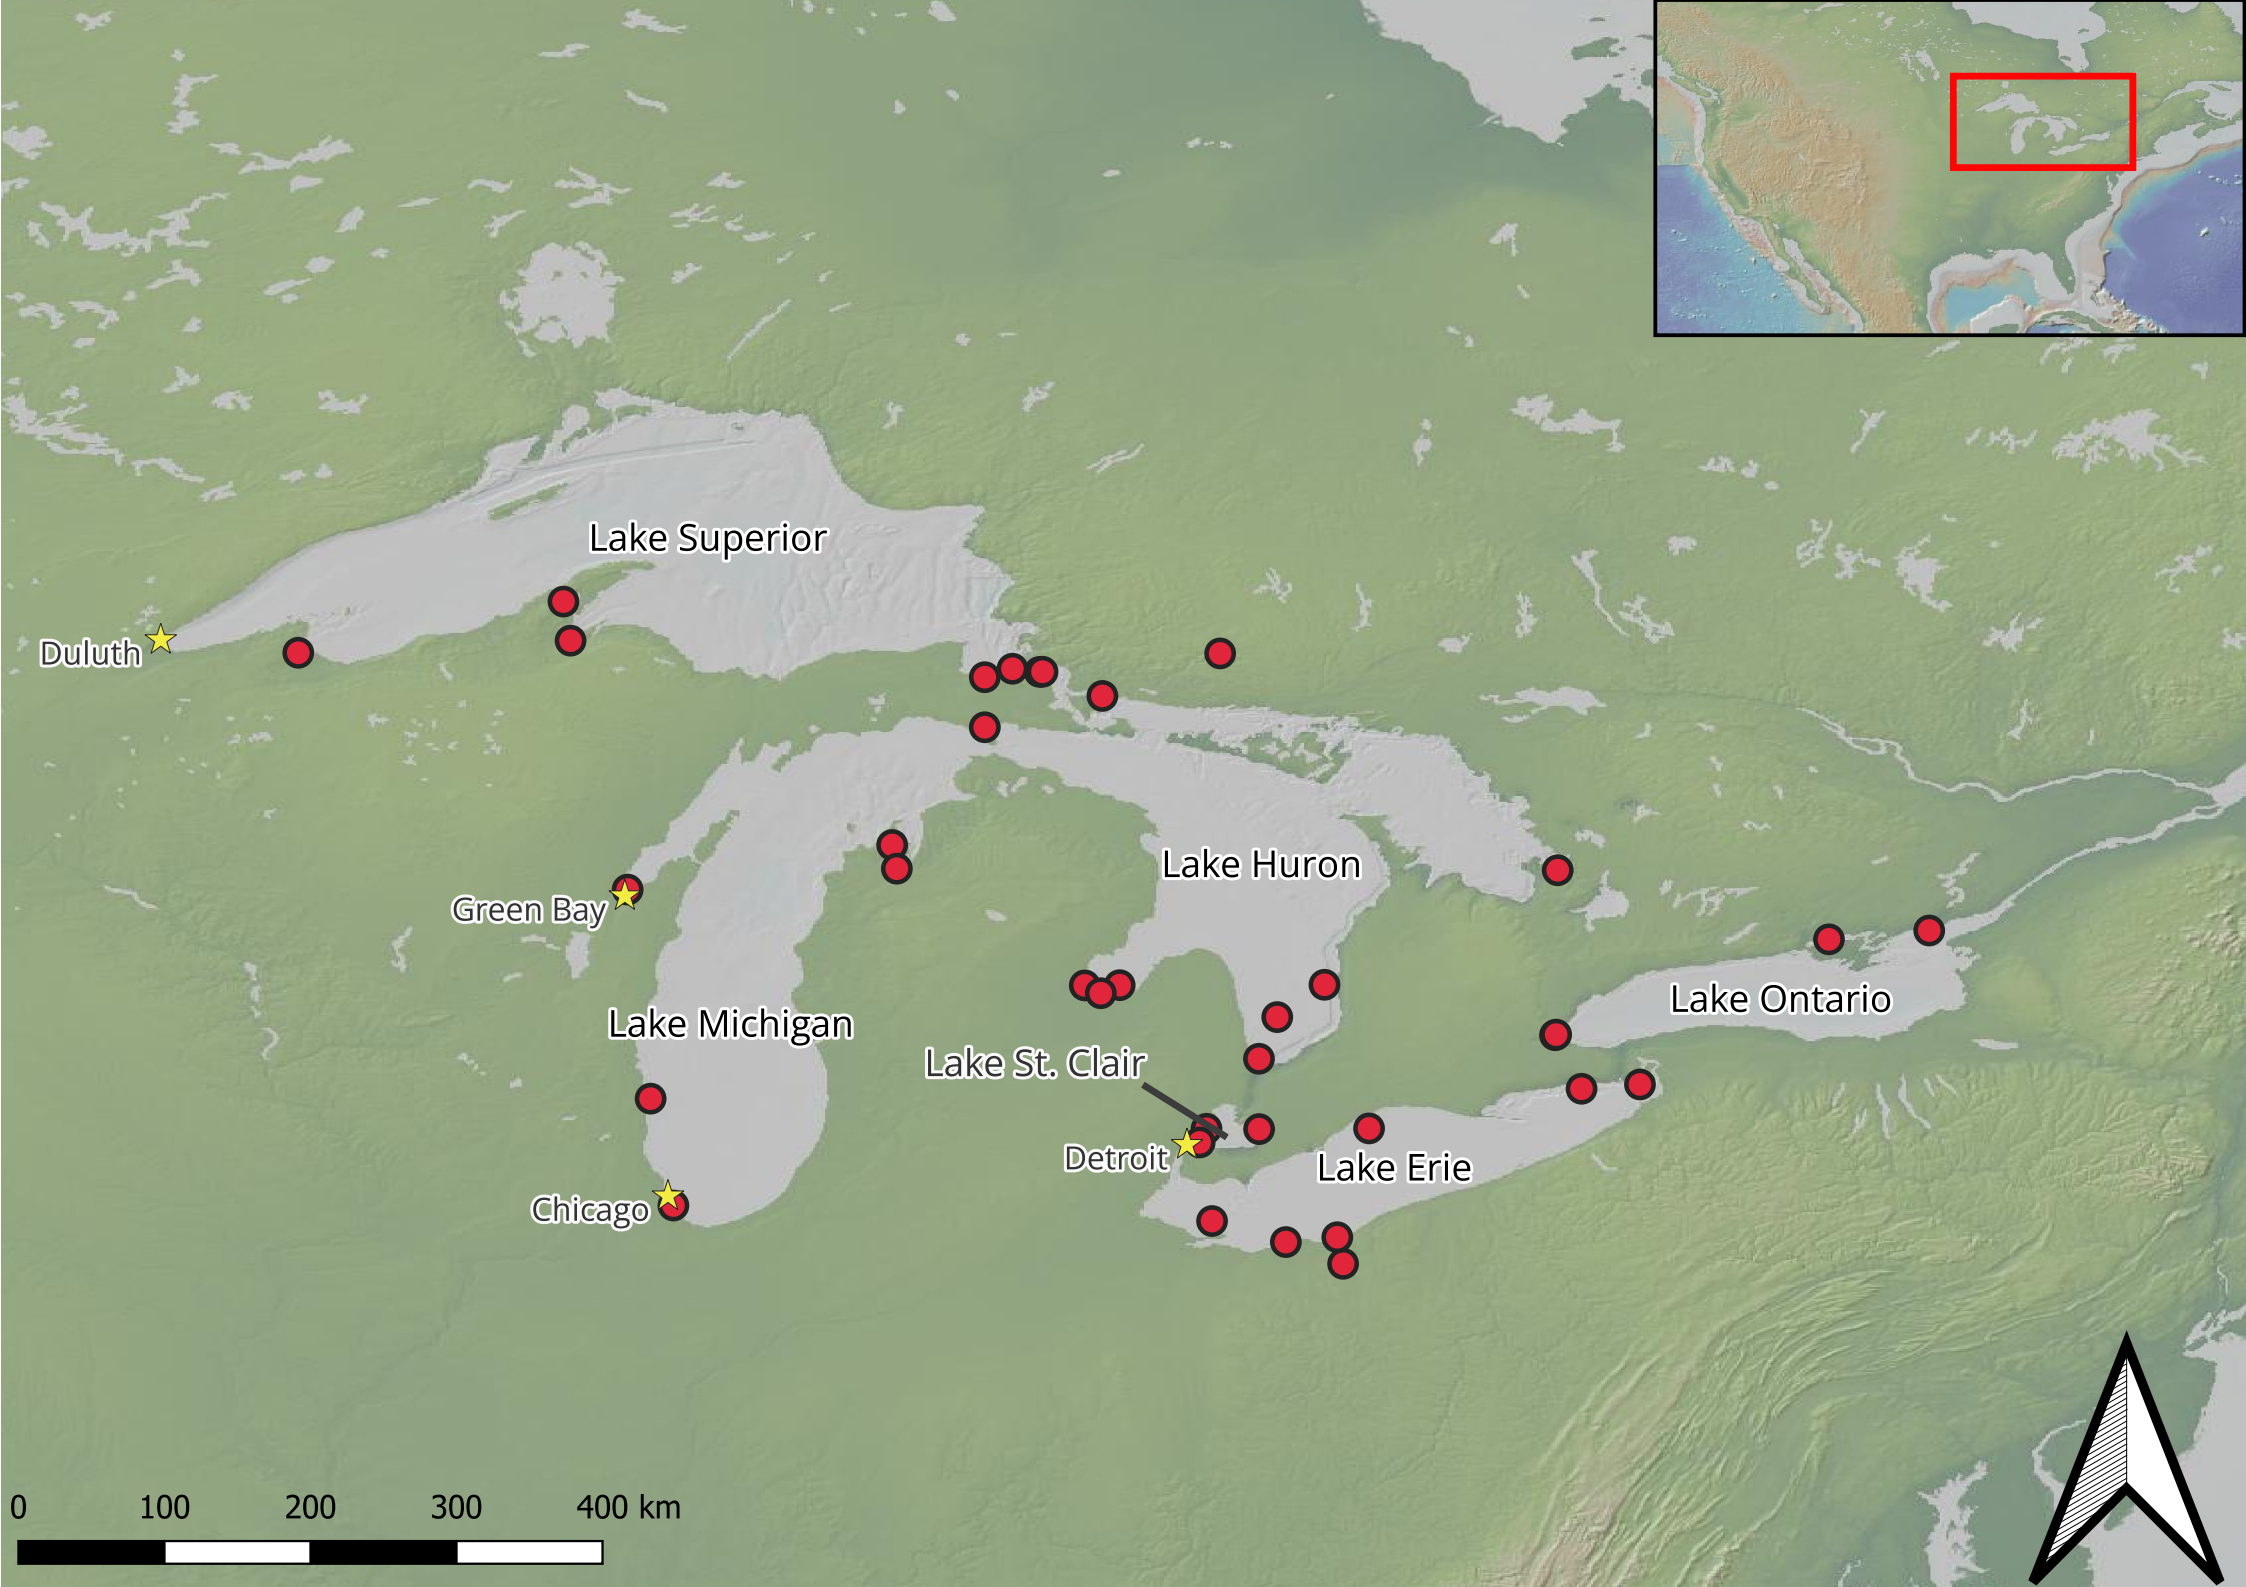 Lake Superior
Duluth
Lake Huron
Green Bay
Lake Ontario
Lake Michigan
Lake St. Clair
Detroit
Lake Erie
Chicago
0 100 200 300 400 km